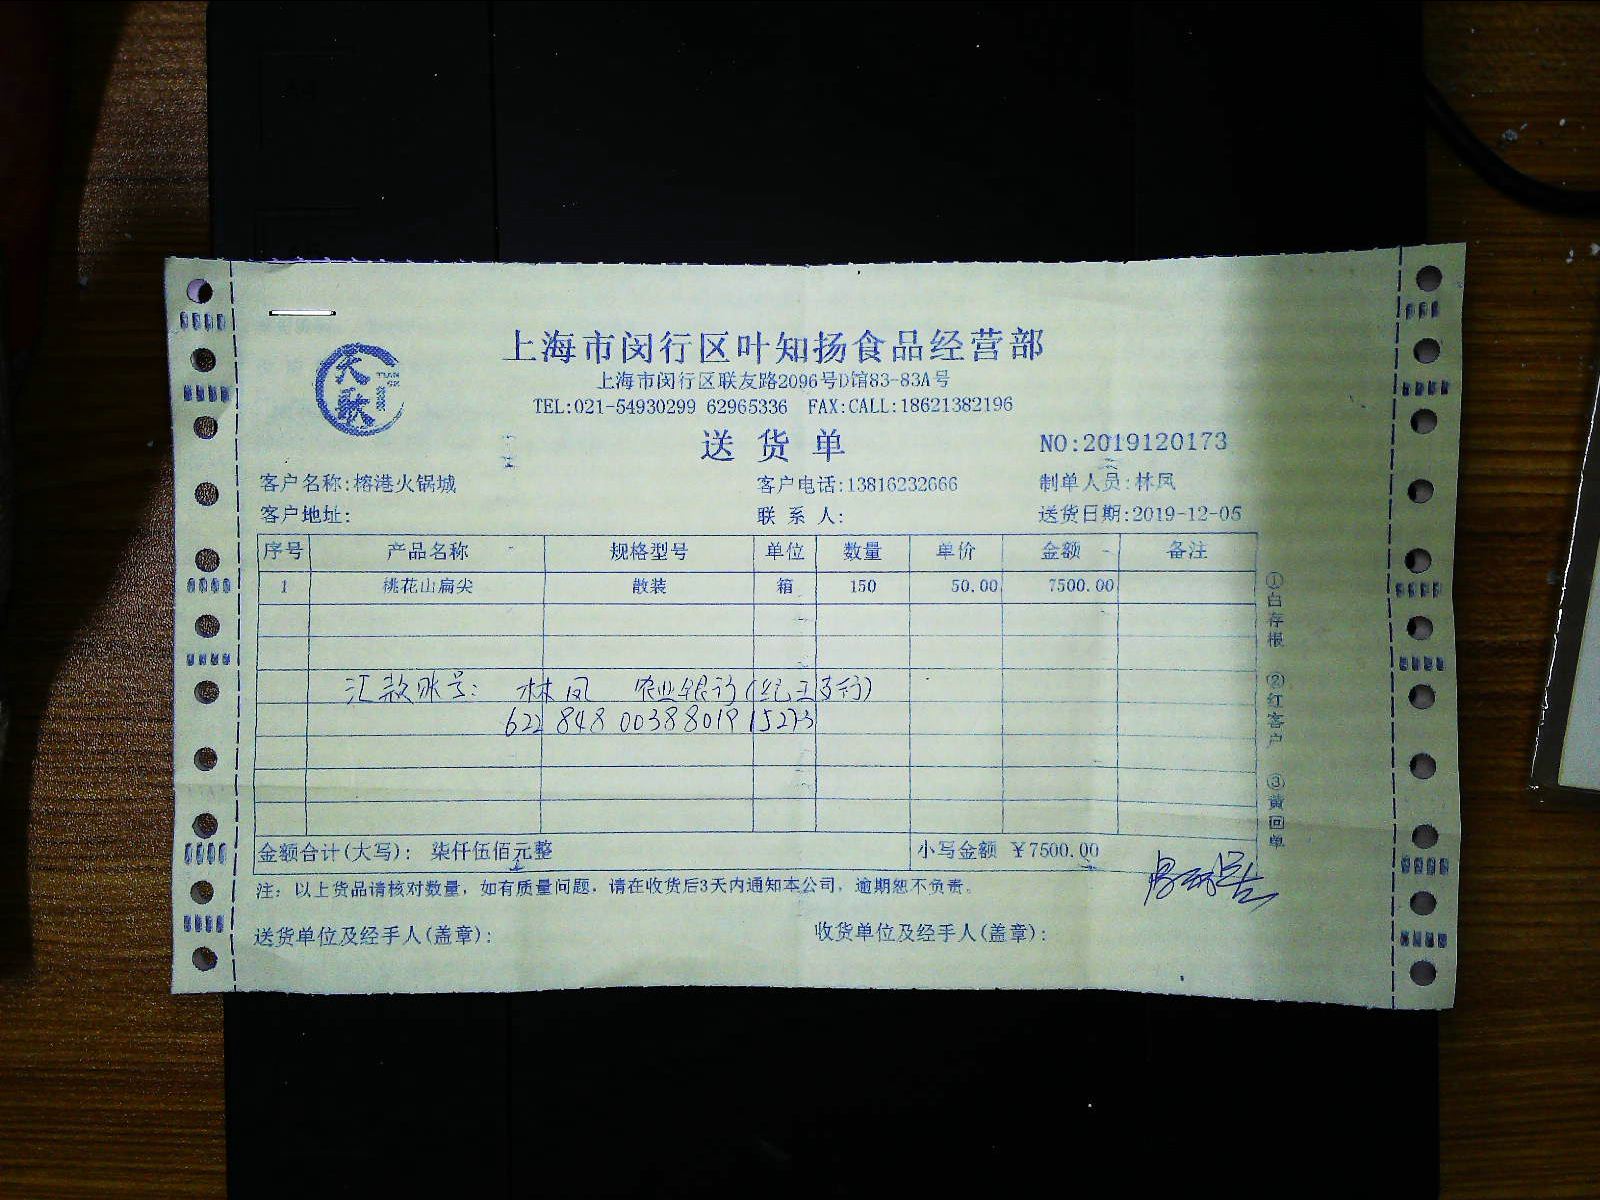 天歌
上海市闵行区叶知扬食品经营部
上海市闵行区联友路2096号D馆83-83A号
TEL:021-54930299 62965336 FAX:CALL:18621382196
送货单 NO:2019120173
客户名称:榕港火锅城 客户电话:13816232666 制单人员:林凤
客户地址: 联系人: 送货日期:2019-12-05
序号 产品名称 规格型号 单位 数量 单价 金额 备注
1 桃花山扁尖 散装 箱 150 50.00 7500.00
汇款账号: 林凤 农业银行(纪王支行)
622 848 0038801915273
金额合计(大写): 柒仟伍佰元整 小写金额 ¥7500.00
注: 以上货品请核对数量, 如有质量问题, 请在收货后3天内通知本公司, 逾期恕不负责。
送货单位及经手人(盖章): 收货单位及经手人(盖章):
①白存根 ②红客户 ③黄回单